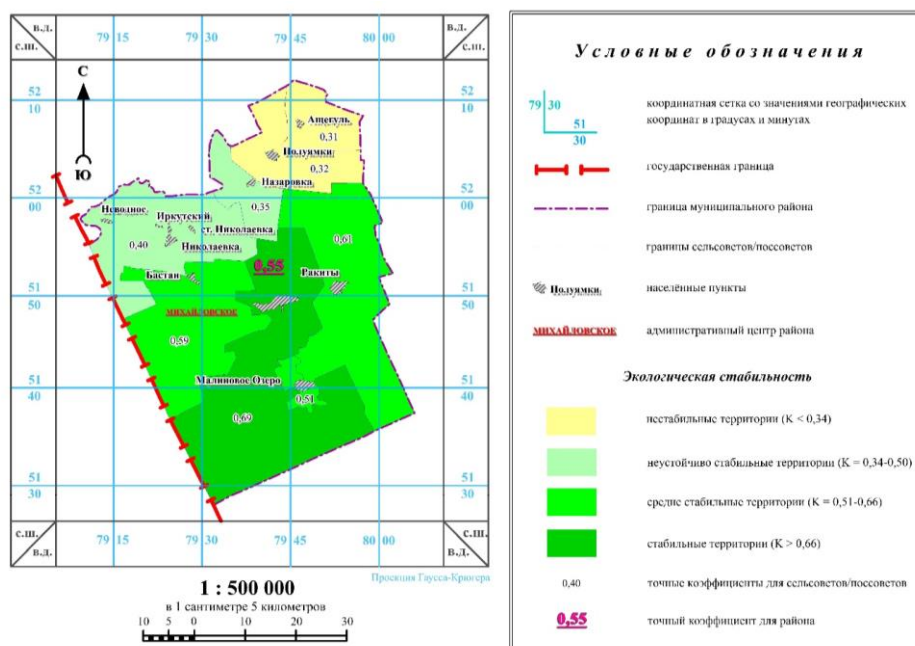 в.д.
с.ш.
79 15
79 30
79 45
80 00
в.д.
с.ш.
С
Ю
52 10
52 00
51 50
51 40
51 30
52 10
52 00
51 50
51 40
51 30
Ащегуль
0,31
Полуямки
0,32
Назаровка
0,35
Неводное
Иркутский
ст. Николаевка
0,40
Николаевка
0,61
0,55
Бастан
Ракиты
МИХАЙЛОВСКОЕ
0,59
Малиновое Озеро
0,51
0,69
с.ш.
в.д.
79 15
79 30
79 45
80 00
с.ш.
в.д.
Проекция Гаусса-Крюгера
1 : 500 000
в 1 сантиметре 5 километров
10 5 0 10 20 30
Условные обозначения
79 30
51
30
координатная сетка со значениями географических
координат в градусах и минутах
государственная граница
граница муниципального района
границы сельсоветов/поссоветов
Полуямки
населённые пункты
МИХАЙЛОВСКОЕ
административный центр района
Экологическая стабильность
нестабильные территории (К < 0,34)
неустойчиво стабильные территории (К = 0,34-0,50)
средне стабильные территории (К = 0,51-0,66)
стабильные территории (К > 0,66)
0,40
точные коэффициенты для сельсоветов/поссоветов
0,55
точный коэффициент для района